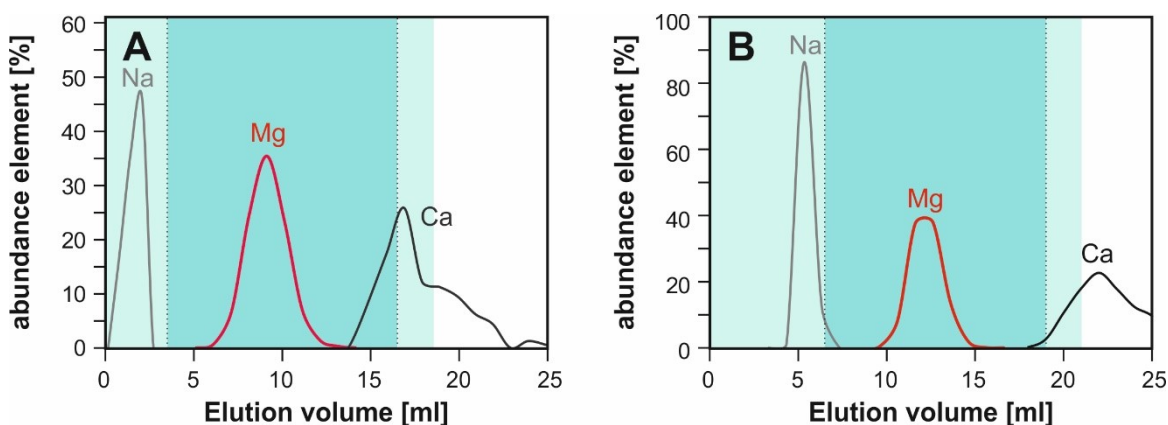 A
abundance element [%]
60
50
40
30
20
10
0
Na
Mg
Ca
0 5 10 15 20 25
Elution volume [ml]
B
abundance element [%]
100
80
60
40
20
0
Na
Mg
Ca
0 5 10 15 20 25
Elution volume [ml]